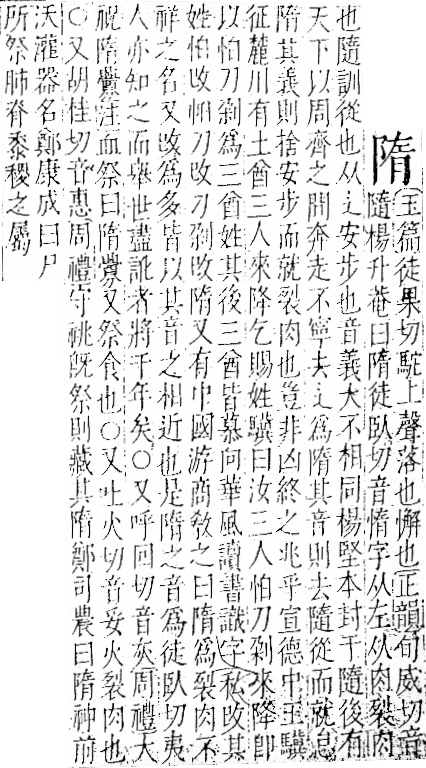 隋 玉篇徒果切駝上聲落也懈也正韻旬威切音
隨楊升菴曰隋徒臥切音惰字从左从肉裂肉
也隨訓從也从辵安步也音義大不相同楊堅本封于隨後有
天下以周齊之間奔走不寧去辵爲隋其音則去隨從而就怠
隋其義則捨安步而就裂肉也豈非凶終之兆乎宣德中王驥
征麓川有土酋三人來降乞賜姓驥曰汝三人怕刀剁來降卽
以怕刀剁爲三酋姓其後三酋皆慕向華風讀書識字私改其
姓怕改帕刀改刁剁改隋又有中國游商敎之曰隋爲裂肉不
祥之名又改爲多皆以其音之相近也是隋之音爲徒臥切夷
人亦知之而舉世盡訛者將千年矣○又呼回切音灰周禮大
祝隋釁注血祭曰隋釁又祭食也○又吐火切音妥火裂肉也
○又胡桂切音惠周禮守祧旣祭則藏其隋鄭司農曰隋神前
沃灌器名鄭康成曰尸
所祭肺脊黍稷之屬